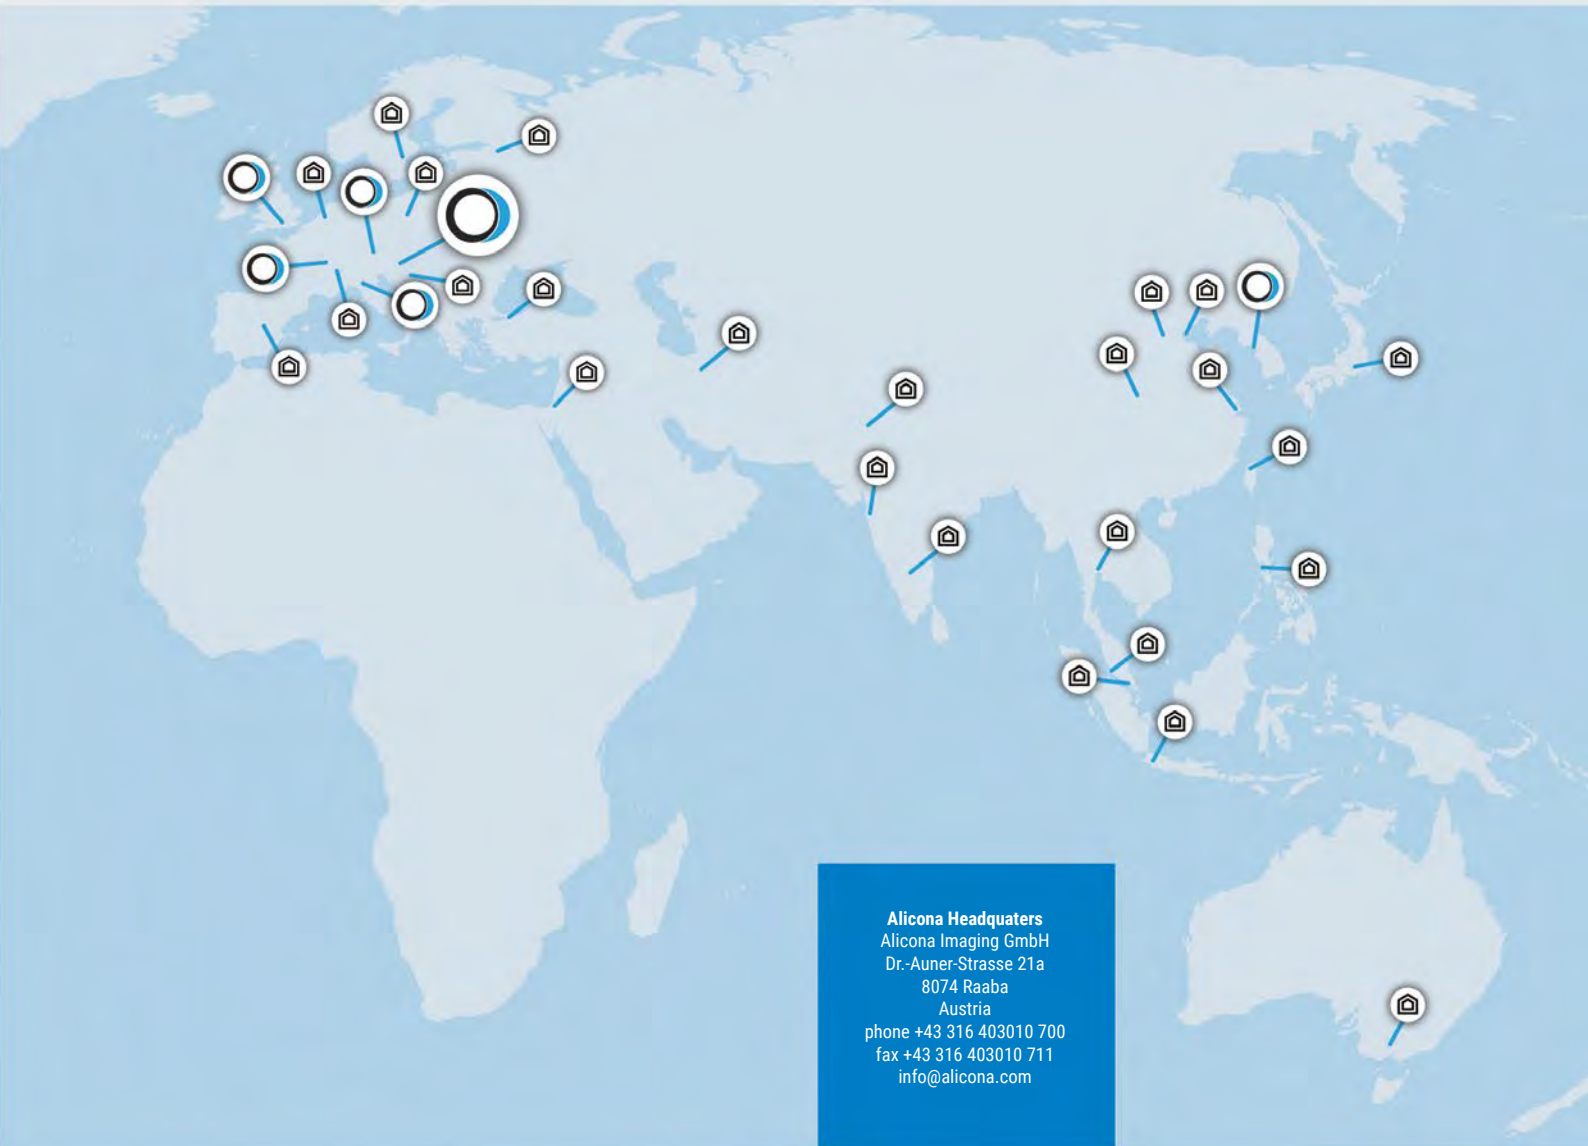 Alicona Headquaters
Alicona Imaging GmbH
Dr.-Auner-Strasse 21a
8074 Raaba
Austria
phone +43 316 403010 700
fax +43 316 403010 711
info@alicona.com